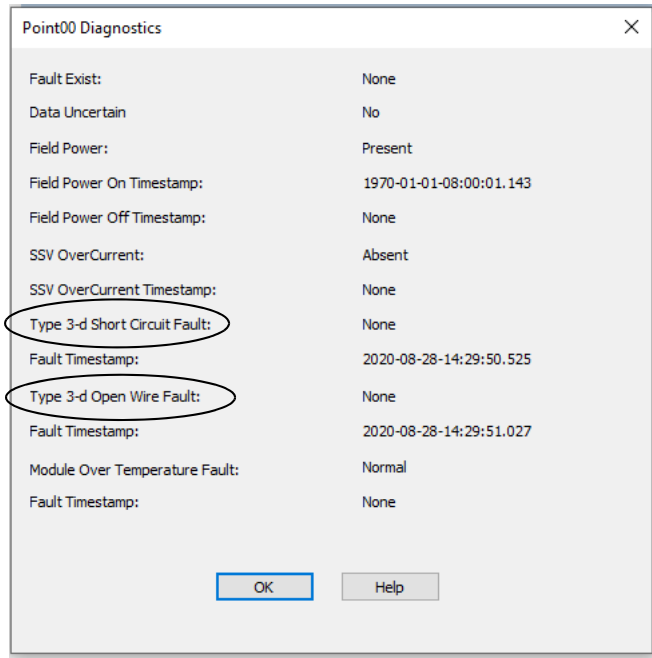 Point00 Diagnostics
Fault Exist: None
Data Uncertain No
Field Power: Present
Field Power On Timestamp: 1970-01-01-08:00:01.143
Field Power Off Timestamp: None
SSV OverCurrent: Absent
SSV OverCurrent Timestamp: None
Type 3-d Short Circuit Fault: None
Fault Timestamp: 2020-08-28-14:29:50.525
Type 3-d Open Wire Fault: None
Fault Timestamp: 2020-08-28-14:29:51.027
Module Over Temperature Fault: Normal
Fault Timestamp: None
OK Help